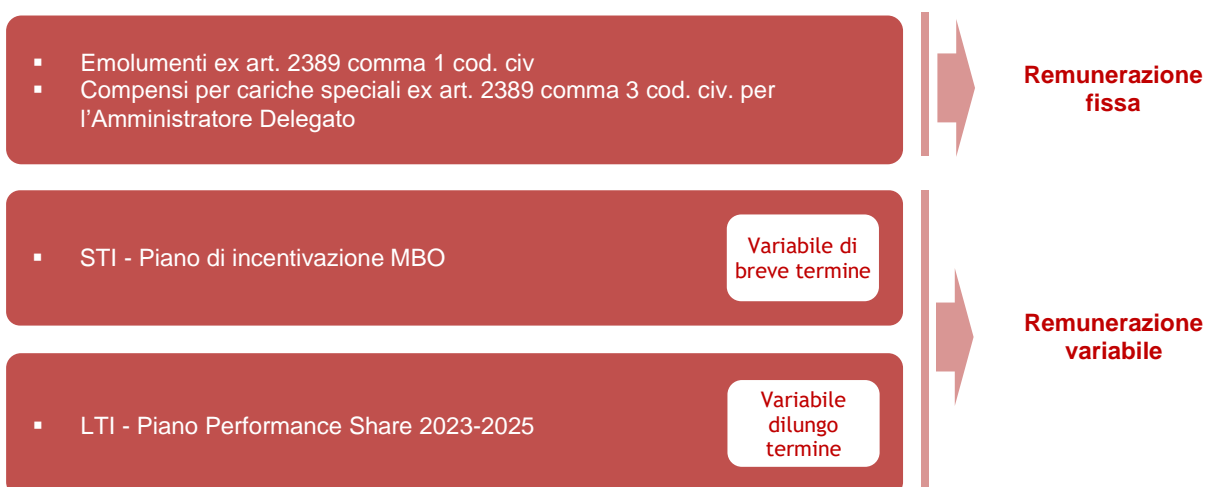 ▪ Emolumenti ex art. 2389 comma 1 cod. civ
▪ Compensi per cariche speciali ex art. 2389 comma 3 cod. civ. per
l'Amministratore Delegato
Remunerazione
fissa
▪ STI - Piano di incentivazione MBO
Variabile di
breve termine
Remunerazione
variabile
▪ LTI - Piano Performance Share 2023-2025
Variabile
dilungo
termine